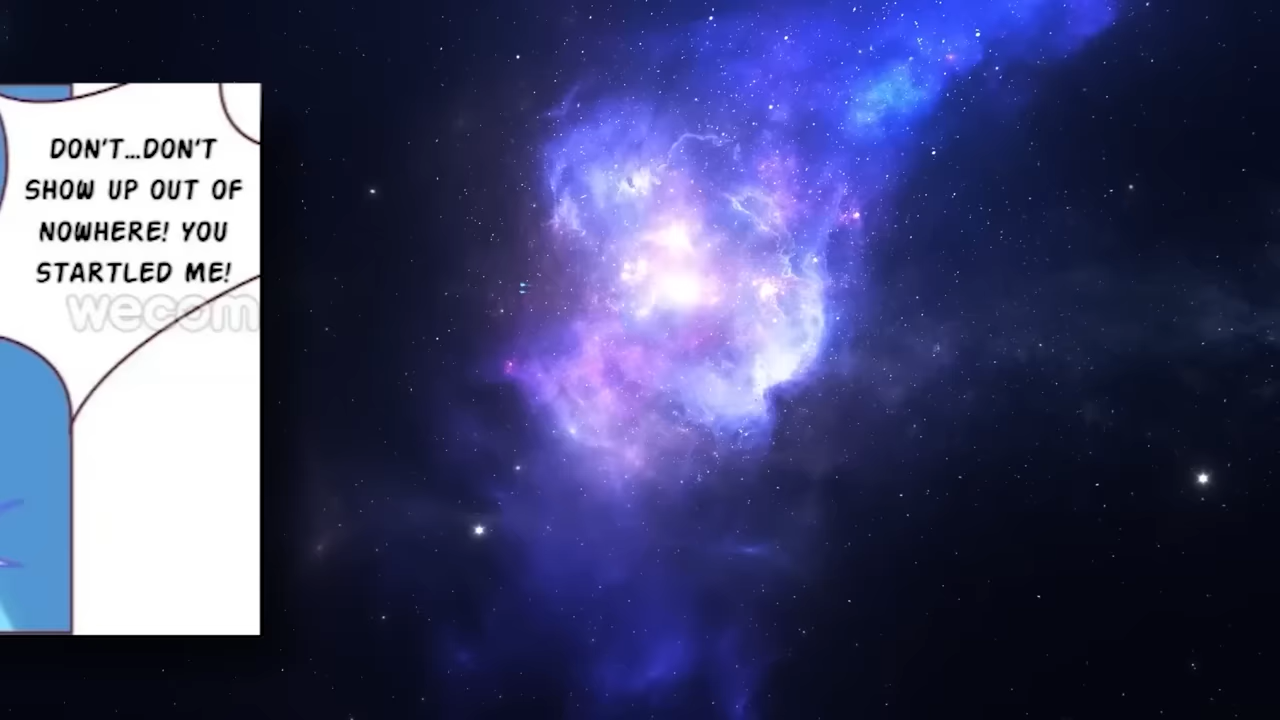 DON'T...DON'T
SHOW UP OUT OF
NOWHERE! YOU
STARTLED ME!
wecom